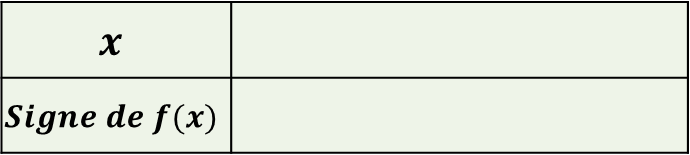 x
Signe de f(x)